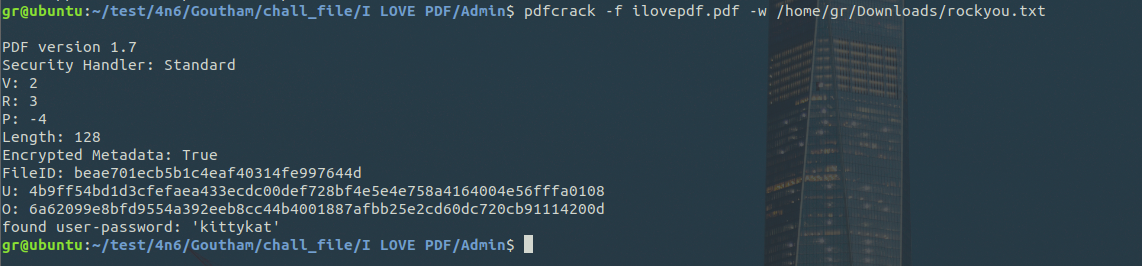 gr@ubuntu:~/test/4n6/Goutham/chall_file/I LOVE PDF/Admin$ pdfcrack -f ilovepdf.pdf -w /home/gr/Downloads/rockyou.txt
PDF version 1.7
Security Handler: Standard
V: 2
R: 3
P: -4
Length: 128
Encrypted Metadata: True
FileID: beae701ecb5b1c4eaf40314fe997644d
U: 4b9ff54bd1d3cfefaea433ecdc00def728bf4e5e4e758a4164004e56fffa0108
O: 6a62099e8bfd9554a392eeb8cc44b4001887afbb25e2cd60dc720cb91114200d
found user-password: 'kittykat'
gr@ubuntu:~/test/4n6/Goutham/chall_file/I LOVE PDF/Admin$